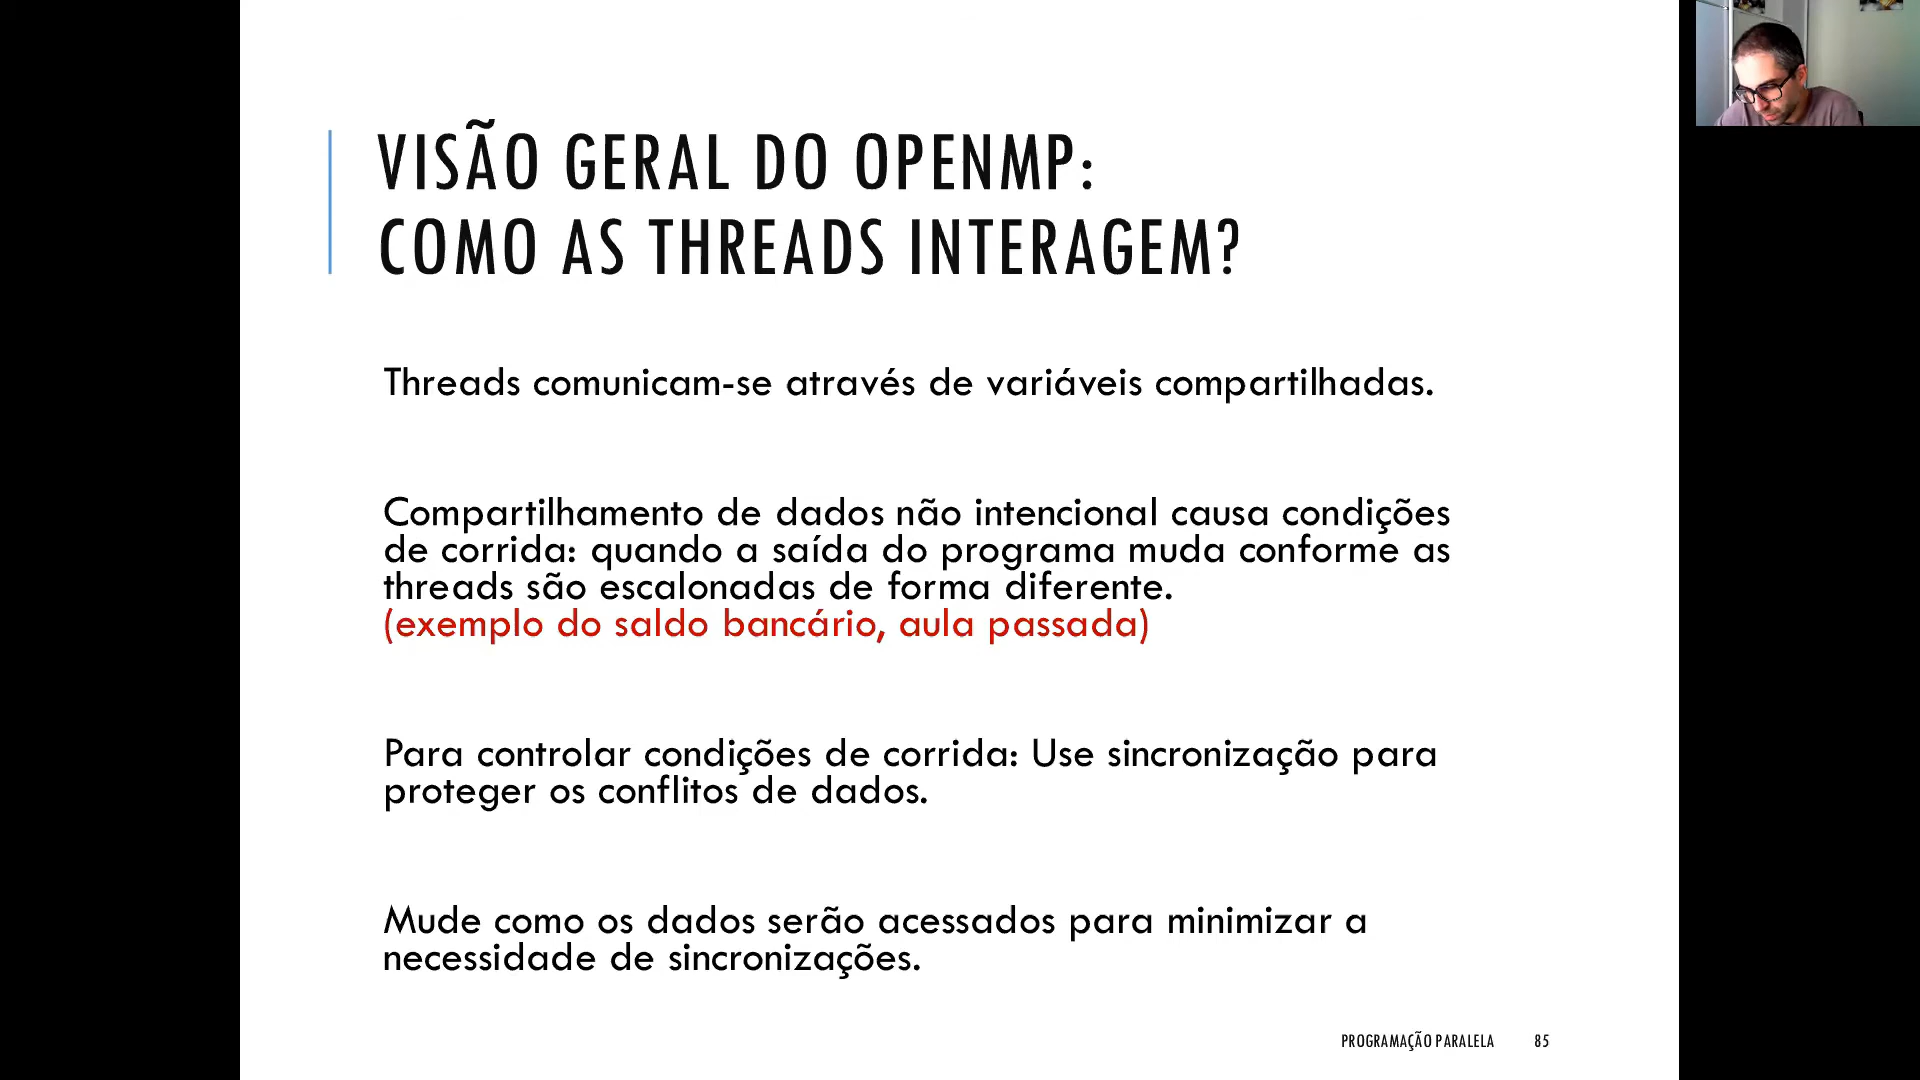 VISÃO GERAL DO OPENMP:
COMO AS THREADS INTERAGEM?
Threads comunicam-se através de variáveis compartilhadas.
Compartilhamento de dados não intencional causa condições
de corrida: quando a saída do programa muda conforme as
threads são escalonadas de forma diferente.
(exemplo do saldo bancário, aula passada)
Para controlar condições de corrida: Use sincronização para
proteger os conflitos de dados.
Mude como os dados serão acessados para minimizar a
necessidade de sincronizações.
PROGRAMAÇÃO PARALELA 85